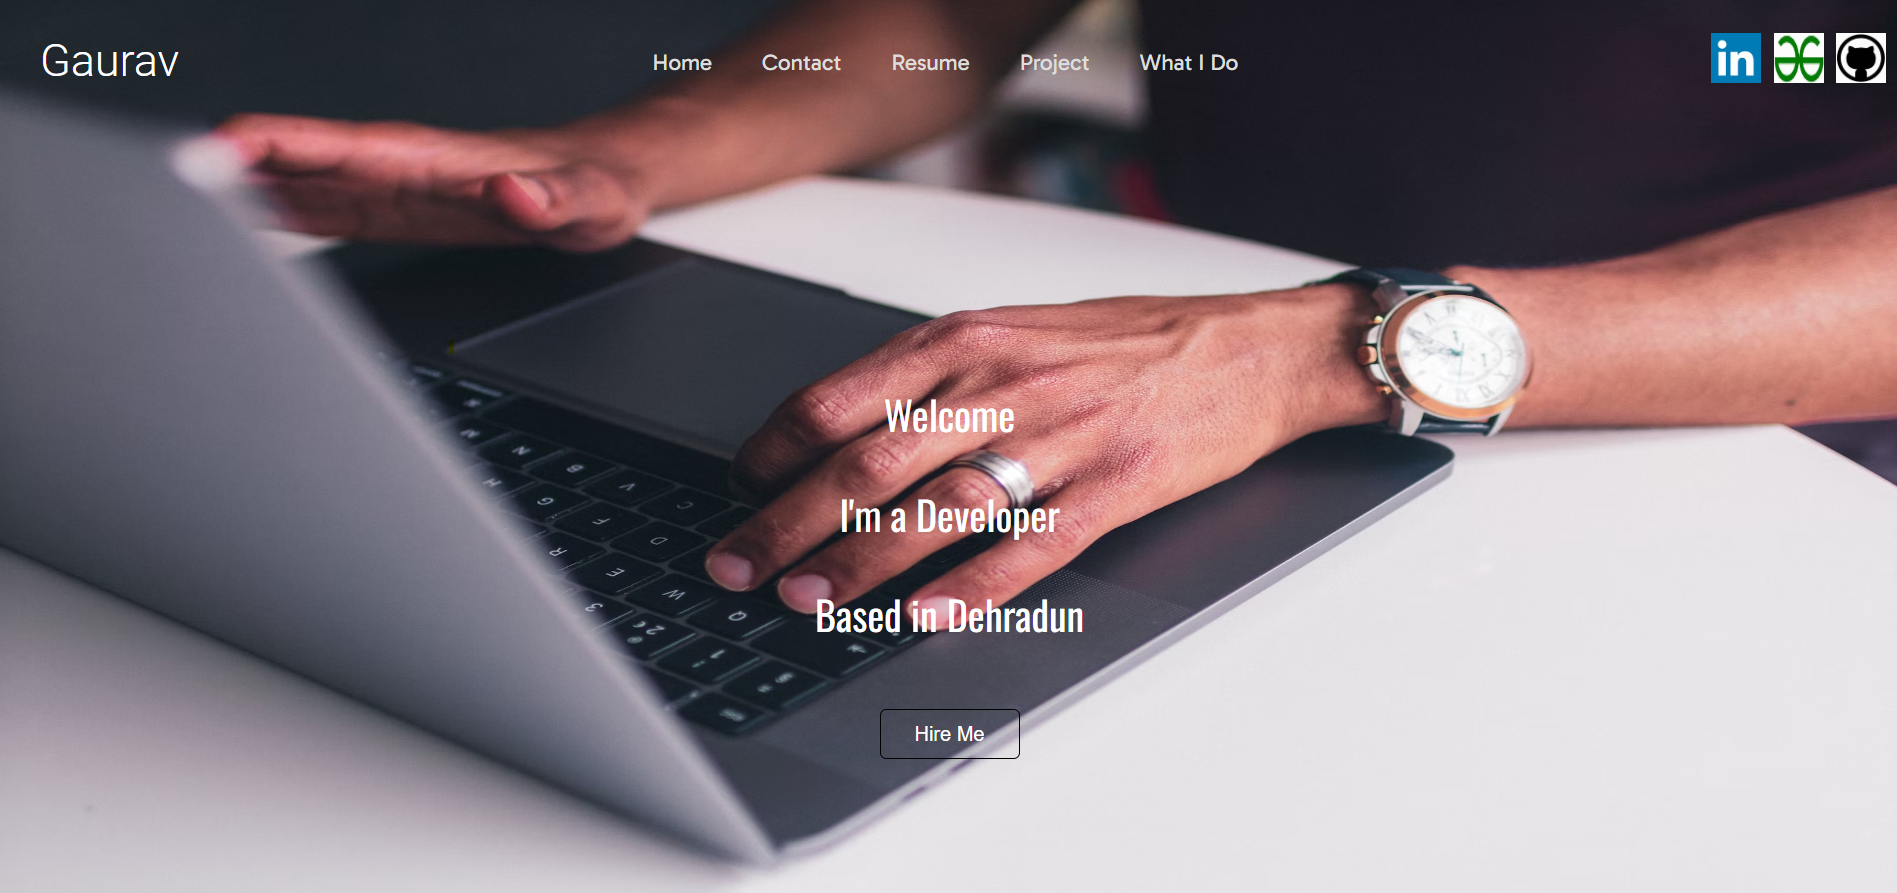 Gaurav
Home Contact Resume Project What I Do
in
Welcome
I'm a Developer
Based in Dehradun
Hire Me